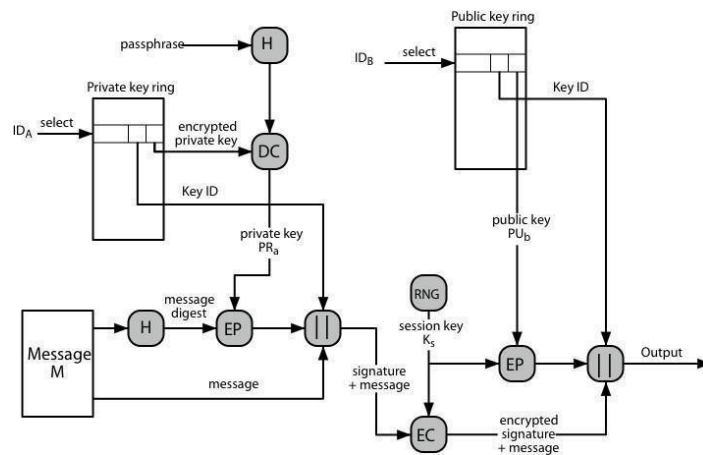 Public key ring
passphrase
H
ID_B
select
Key ID
Private key ring
ID_A
select
encrypted
private key
DC
Key ID
private key
PR_a
public key
PU_b
RNG
session key
K_s
Message
M
H
message
digest
EP
||
EP
||
Output
message
signature
+ message
EC
encrypted
signature
+ message